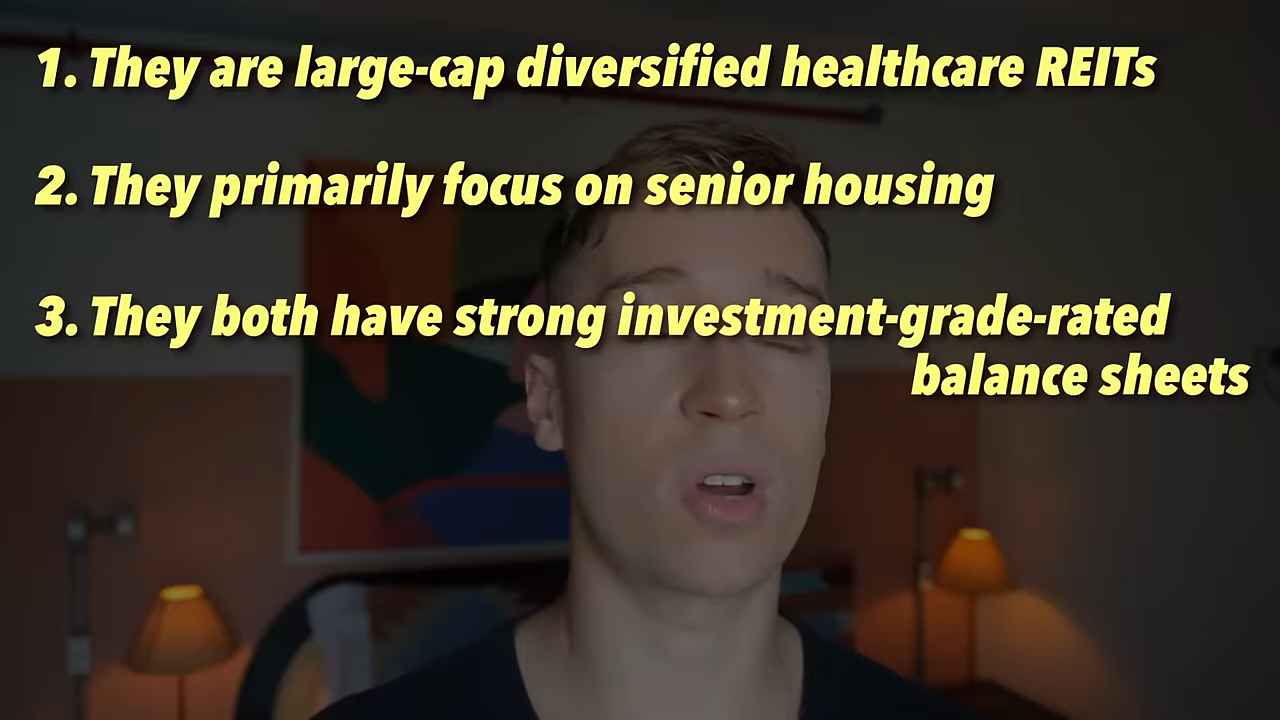 1. They are large-cap diversified healthcare REITs
2. They primarily focus on senior housing
3. They both have strong investment-grade-rated
balance sheets